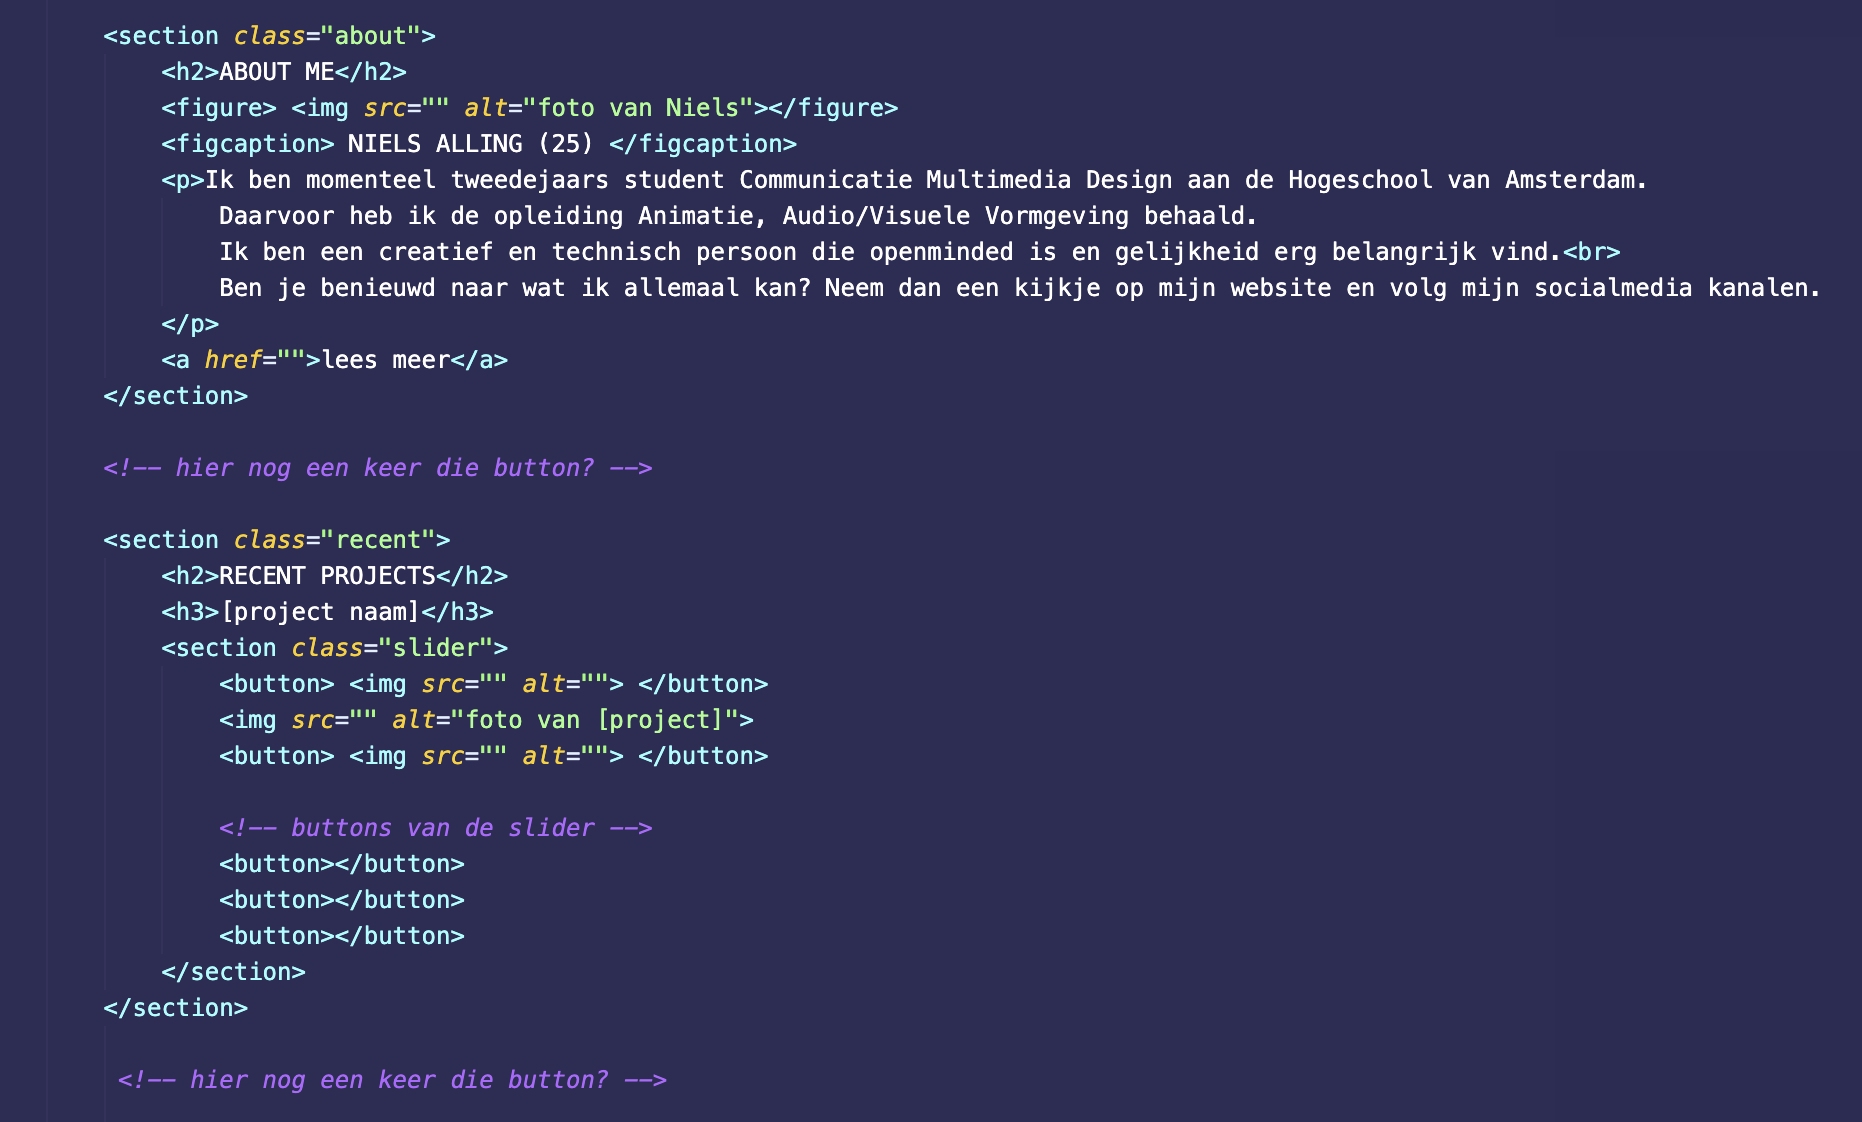 <section class="about">
<h2>ABOUT ME</h2>
<figure> <img src="" alt="foto van Niels"></figure>
<figcaption> NIELS ALLING (25) </figcaption>
<p>Ik ben momenteel tweedejaars student Communicatie Multimedia Design aan de Hogeschool van Amsterdam.
Daarvoor heb ik de opleiding Animatie, Audio/Visuele Vormgeving behaald.
Ik ben een creatief en technisch persoon die openminded is en gelijkheid erg belangrijk vind.<br>
Ben je benieuwd naar wat ik allemaal kan? Neem dan een kijkje op mijn website en volg mijn socialmedia kanalen.
</p>
<a href="">lees meer</a>
</section>
<!-- hier nog een keer die button? -->
<section class="recent">
<h2>RECENT PROJECTS</h2>
<h3>[project naam]</h3>
<section class="slider">
<button> <img src="" alt=""> </button>
<img src="" alt="foto van [project]">
<button> <img src="" alt=""> </button>
<!-- buttons van de slider -->
<button></button>
<button></button>
<button></button>
</section>
</section>
<!-- hier nog een keer die button? -->